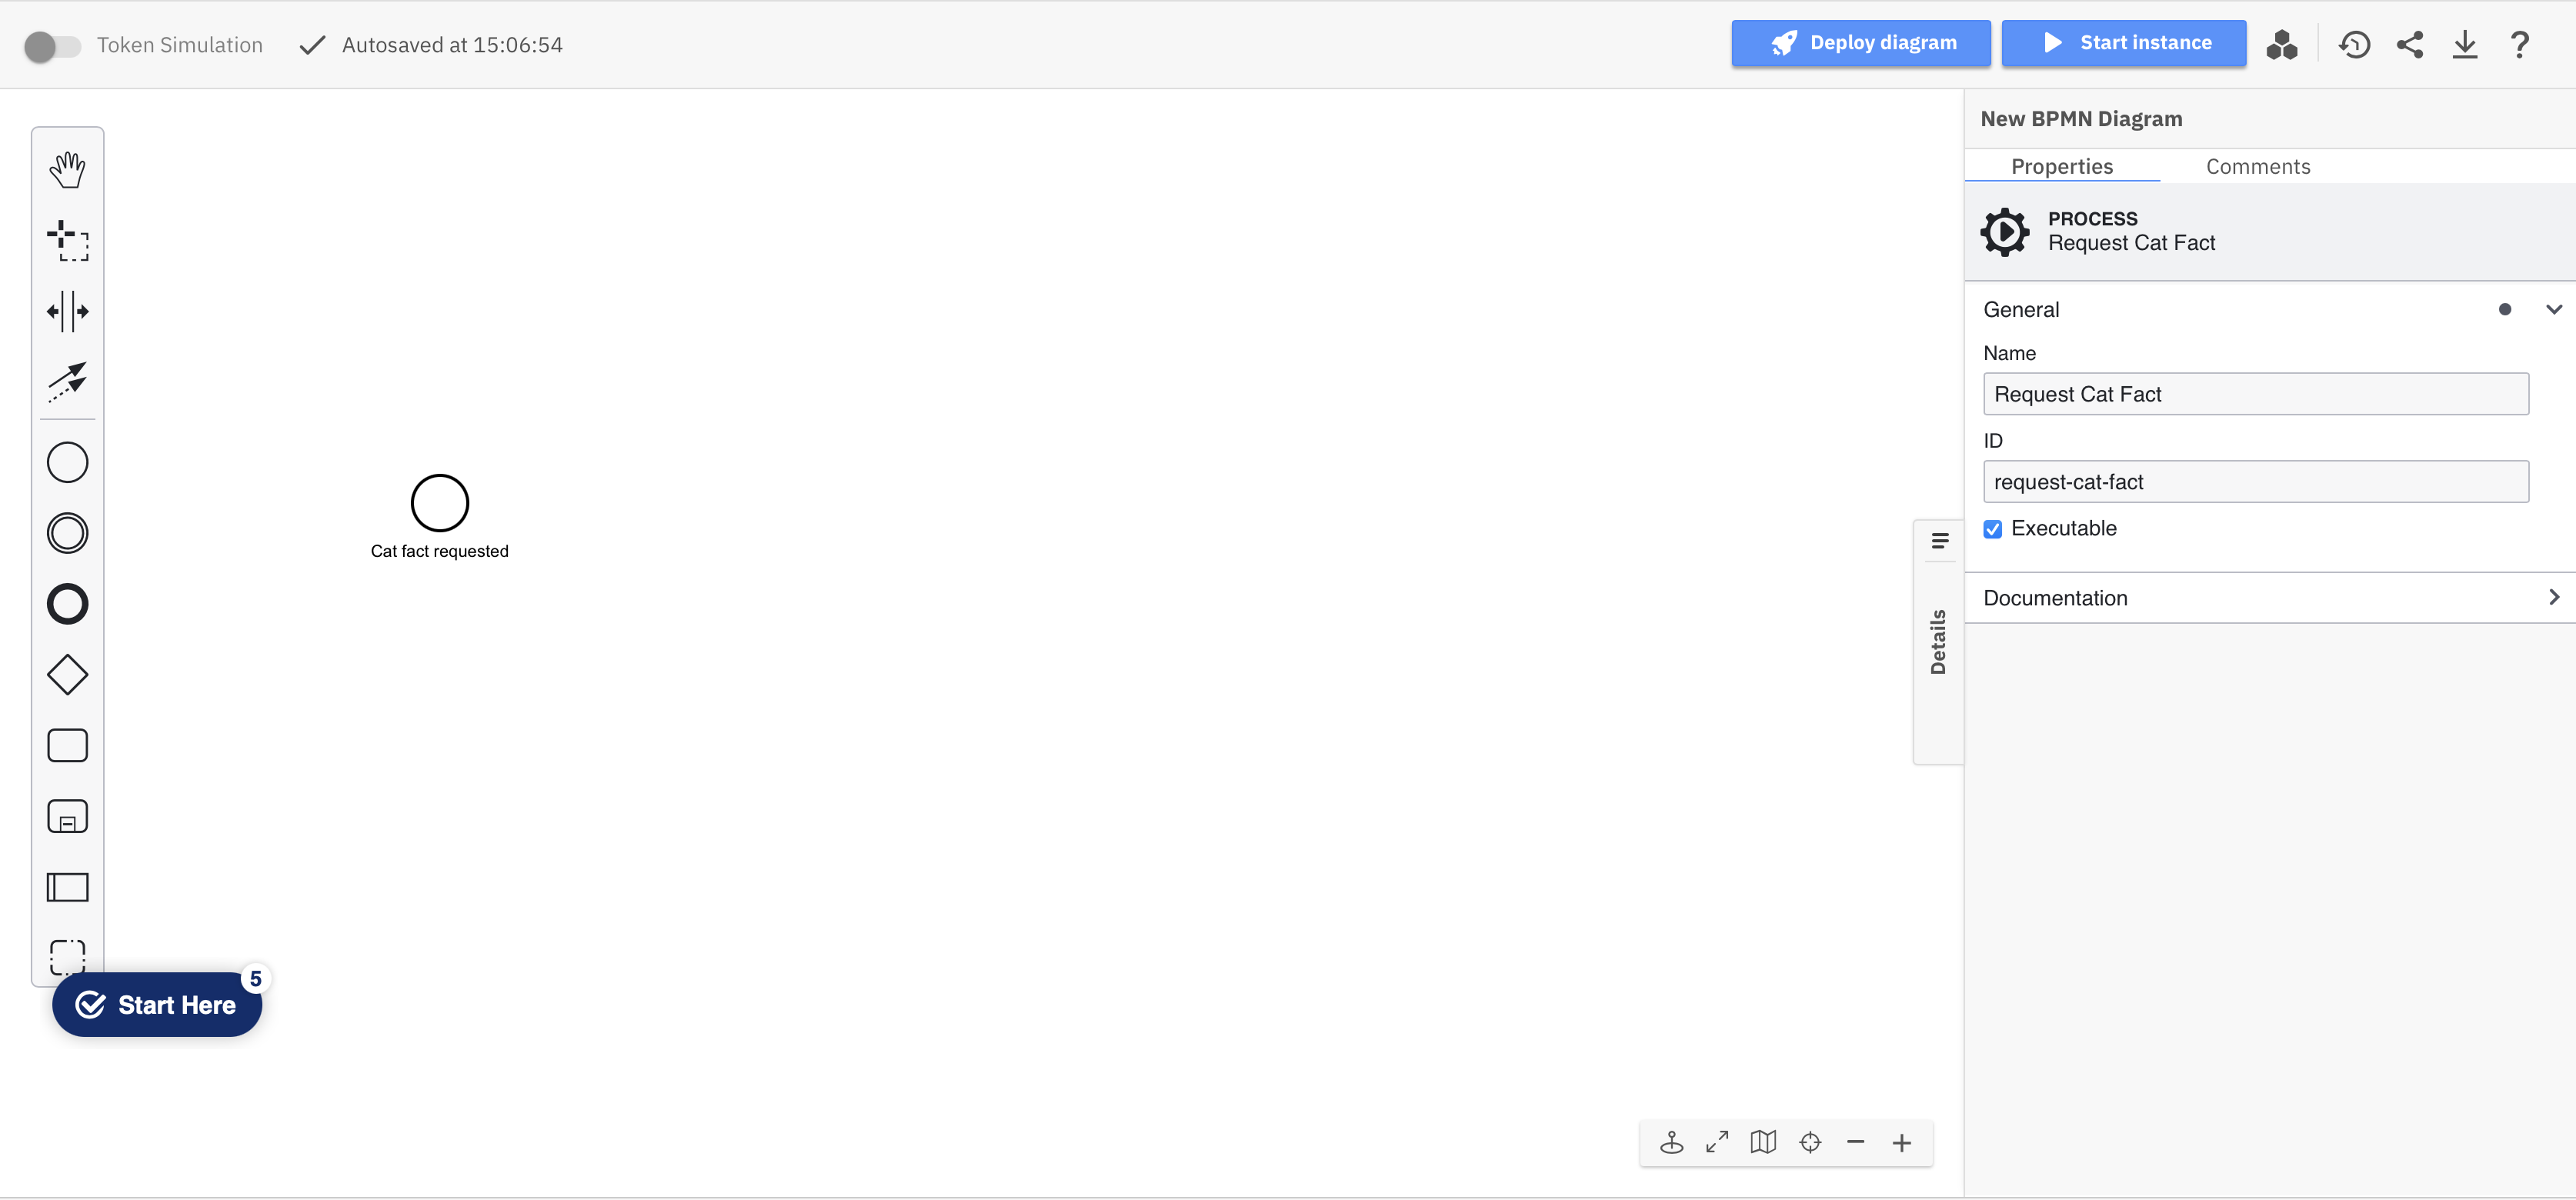 Token Simulation
Autosaved at 15:06:54
Deploy diagram
Start instance
New BPMN Diagram
Properties
Comments
PROCESS
Request Cat Fact
General
Name
Request Cat Fact
ID
request-cat-fact
Executable
Documentation
Details
Cat fact requested
Start Here
5